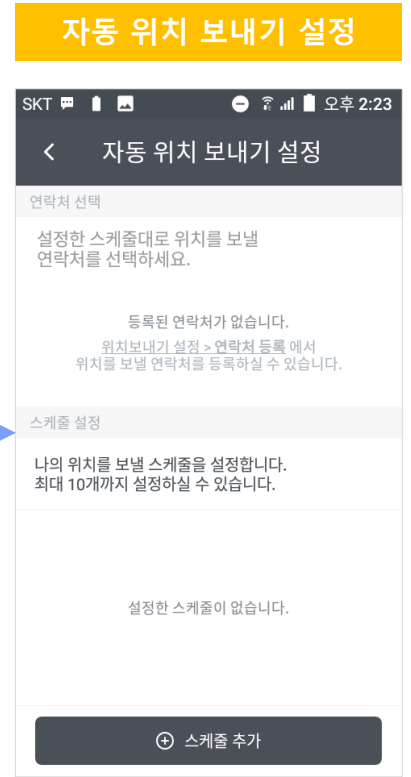 자동 위치 보내기 설정
SKT 오후 2:23
자동 위치 보내기 설정
연락처 선택
설정한 스케줄대로 위치를 보낼
연락처를 선택하세요.
등록된 연락처가 없습니다.
위치보내기 설정 > 연락처 등록 에서
위치를 보낼 연락처를 등록하실 수 있습니다.
스케줄 설정
나의 위치를 보낼 스케줄을 설정합니다.
최대 10개까지 설정하실 수 있습니다.
설정한 스케줄이 없습니다.
스케줄 추가